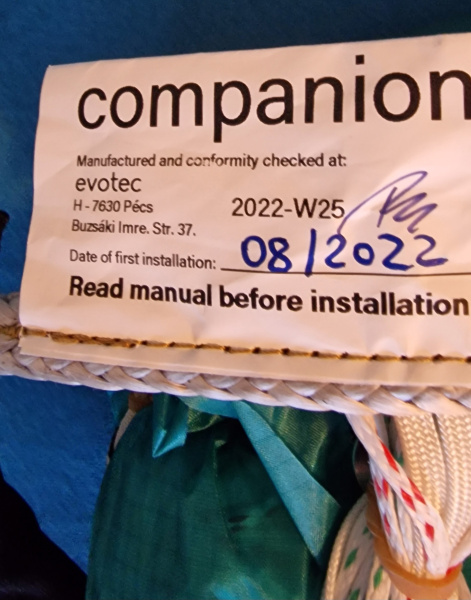 companion
Manufactured and conformity checked at:
evotec
H - 7630 Pécs 2022-W25
Buzsáki Imre. Str. 37.
Date of first installation: 08/2022
Read manual before installation